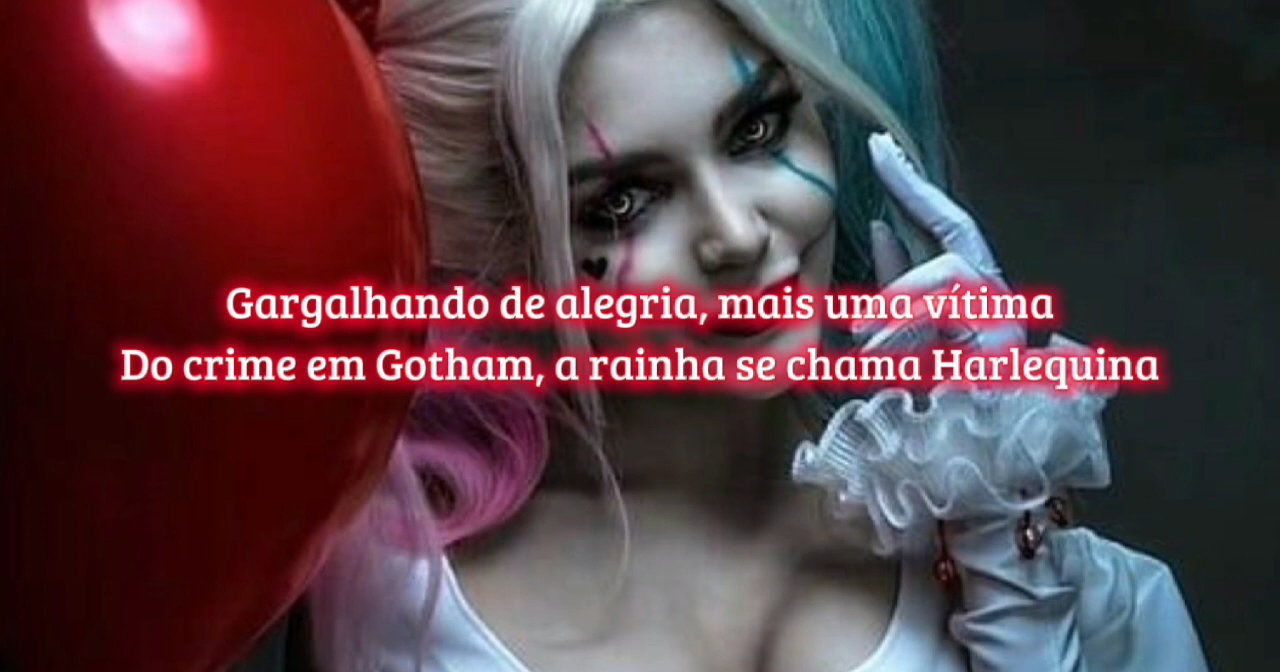 Gargalhando de alegria, mais uma vítima
Do crime em Gotham, a rainha se chama Harlequina